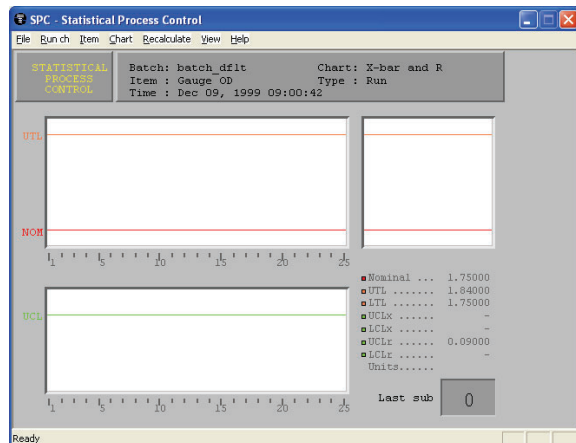 SPC - Statistical Process Control
File Run ch Item Chart Recalculate View Help
STATISTICAL
PROCESS
CONTROL
Batch: batch_dflt Chart: X-bar and R
Item : Gauge OD Type : Run
Time : Dec 09, 1999 09:00:42
UTL
NOM
1 5 10 15 20 25
Nominal ... 1.75000
UTL ....... 1.84000
LTL ....... 1.75000
UCLx ...... -
LCLx ...... -
UCLr ...... 0.09000
LCLr ...... -
Units......
UCL
1 5 10 15 20 25
Last sub 0
Ready